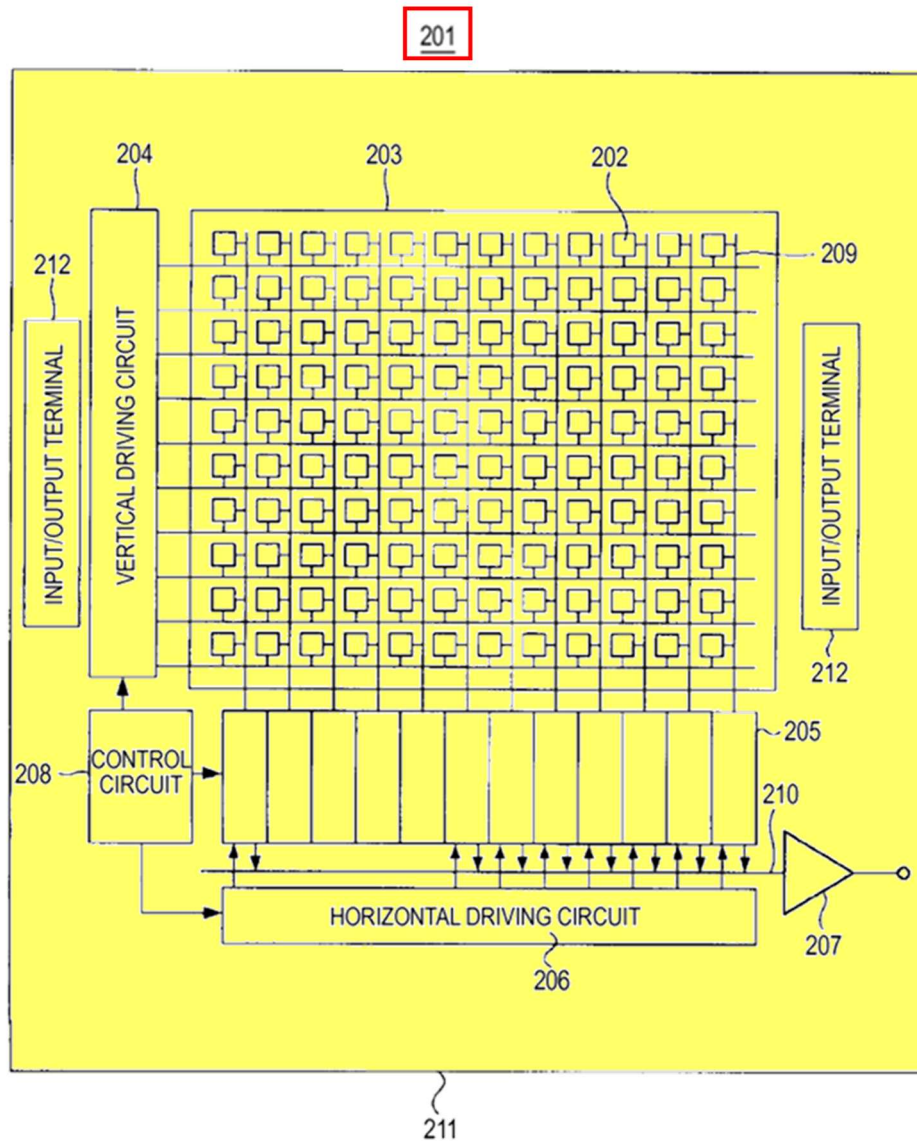 201
204
203
202
209
212
VERTICAL DRIVING CIRCUIT
INPUT/OUTPUT TERMINAL
INPUT/OUTPUT TERMINAL
212
205
CONTROL
CIRCUIT
208
210
HORIZONTAL DRIVING CIRCUIT
207
206
211